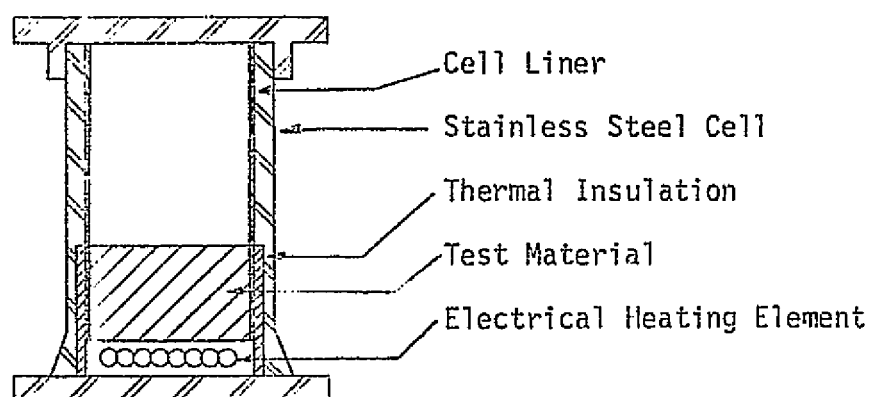 Cell Liner
Stainless Steel Cell
Thermal Insulation
Test Material
Electrical Heating Element